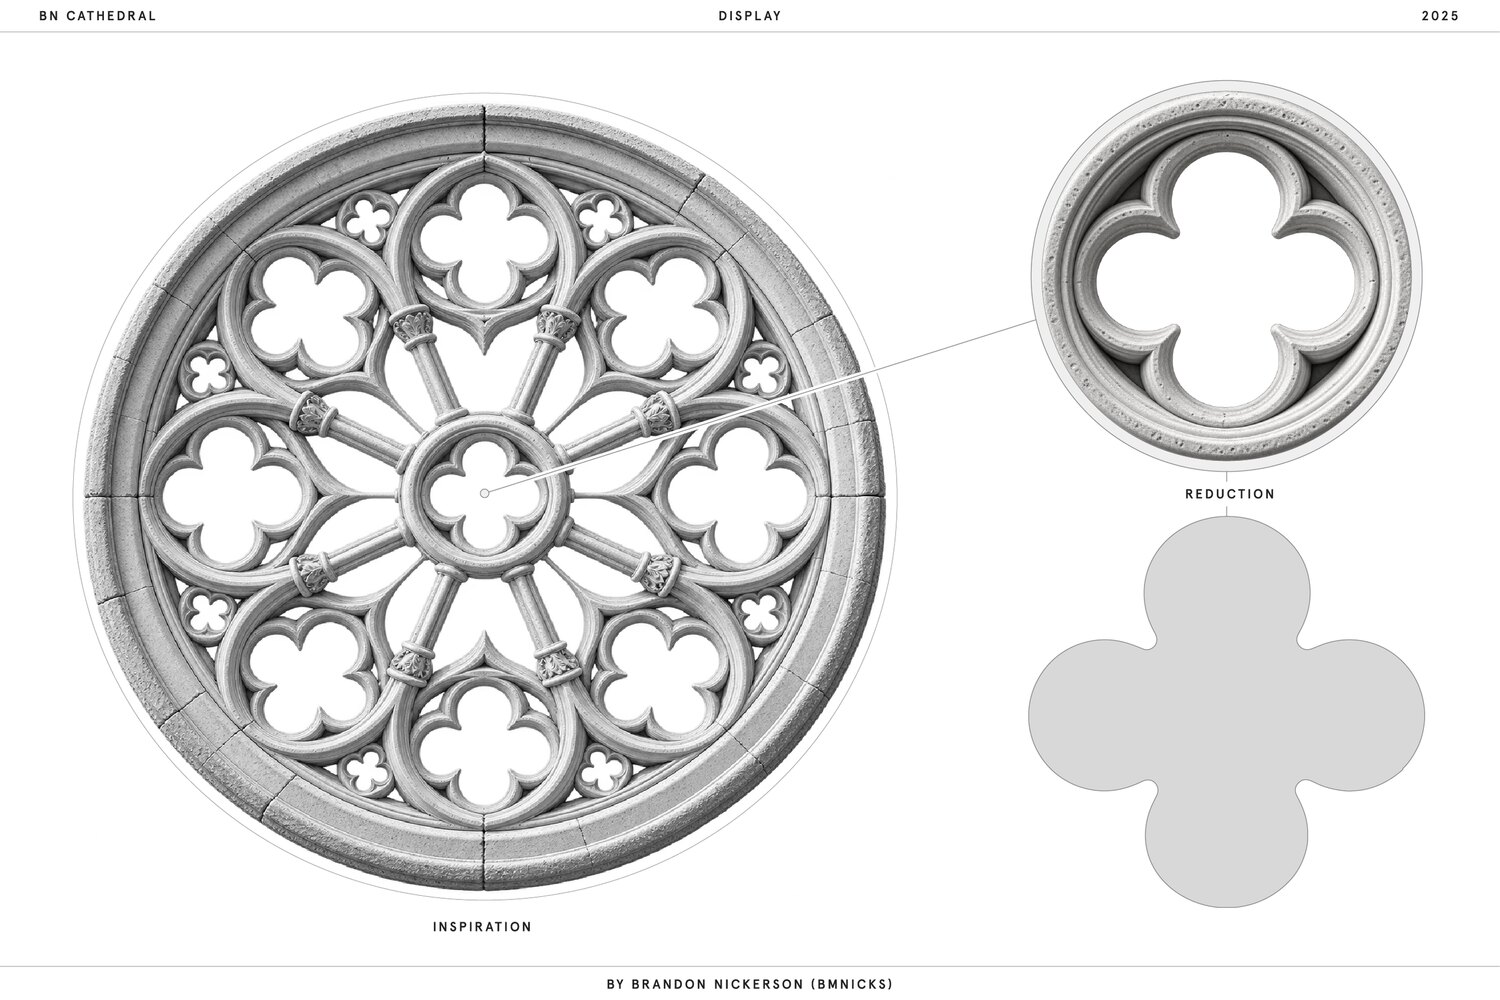 BN CATHEDRAL
DISPLAY
2025
REDUCTION
INSPIRATION
BY BRANDON NICKERSON (BMNICKS)